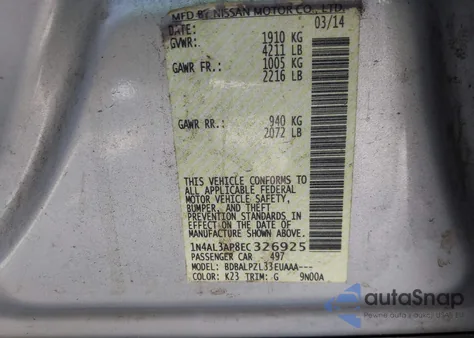 MFD BY NISSAN MOTOR CO., LTD.
DATE: 03/14
GVWR: 1910 KG
4211 LB
GAWR FR.: 1005 KG
2216 LB
GAWR RR.: 940 KG
2072 LB
THIS VEHICLE CONFORMS TO
ALL APPLICABLE FEDERAL
MOTOR VEHICLE SAFETY,
BUMPER, AND THEFT
PREVENTION STANDARDS IN
EFFECT ON THE DATE OF
MANUFACTURE SHOWN ABOVE.
1N4AL3AP8EC326925
PASSENGER CAR 497
MODEL: BDBALPZL33EUAAA---
COLOR: K23 TRIM: G 9N00A
autoSnap